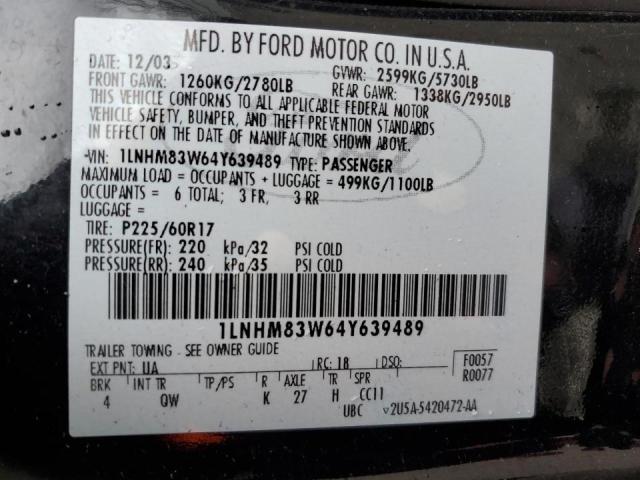 MFD. BY FORD MOTOR CO. IN U.S.A.
DATE: 12/03 GVWR: 2599KG/5730LB
FRONT GAWR: 1260KG/2780LB REAR GAWR: 1338KG/2950LB
THIS VEHICLE CONFORMS TO ALL APPLICABLE FEDERAL MOTOR
VEHICLE SAFETY, BUMPER, AND THEFT PREVENTION STANDARDS
IN EFFECT ON THE DATE OF MANUFACTURE SHOWN ABOVE.
VIN: 1LNHM83W64Y639489 TYPE: PASSENGER
MAXIMUM LOAD = OCCUPANTS + LUGGAGE = 499KG/1100LB
OCCUPANTS = 6 TOTAL; 3 FR, 3 RR
LUGGAGE =
TIRE: P225/60R17
PRESSURE(FR) 220 kPa/32 PSI COLD
PRESSURE(RR) 240 kPa/35 PSI COLD
1LNHM83W64Y639489
TRAILER TOWING - SEE OWNER GUIDE
EXT PNT: UA RC: 18 DSO: F0057
R0077
BRK INT TR TP/PS R AXLE TR SPR
4 QW K 27 H CC11
UBC v2U5A-5420472-AA